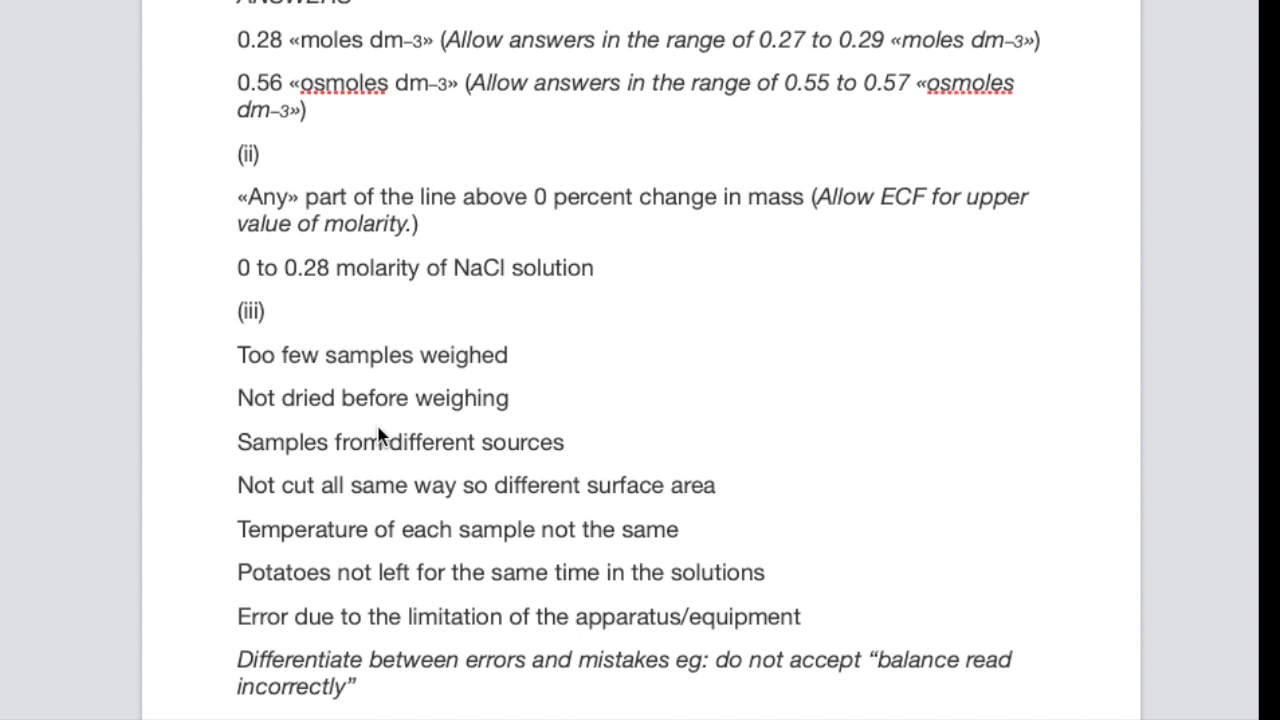 ANSWERS
0.28 «moles dm–3» (Allow answers in the range of 0.27 to 0.29 «moles dm–3»)
0.56 «osmoles dm–3» (Allow answers in the range of 0.55 to 0.57 «osmoles
dm–3»)
(ii)
«Any» part of the line above 0 percent change in mass (Allow ECF for upper
value of molarity.)
0 to 0.28 molarity of NaCl solution
(iii)
Too few samples weighed
Not dried before weighing
Samples from different sources
Not cut all same way so different surface area
Temperature of each sample not the same
Potatoes not left for the same time in the solutions
Error due to the limitation of the apparatus/equipment
Differentiate between errors and mistakes eg: do not accept “balance read
incorrectly”